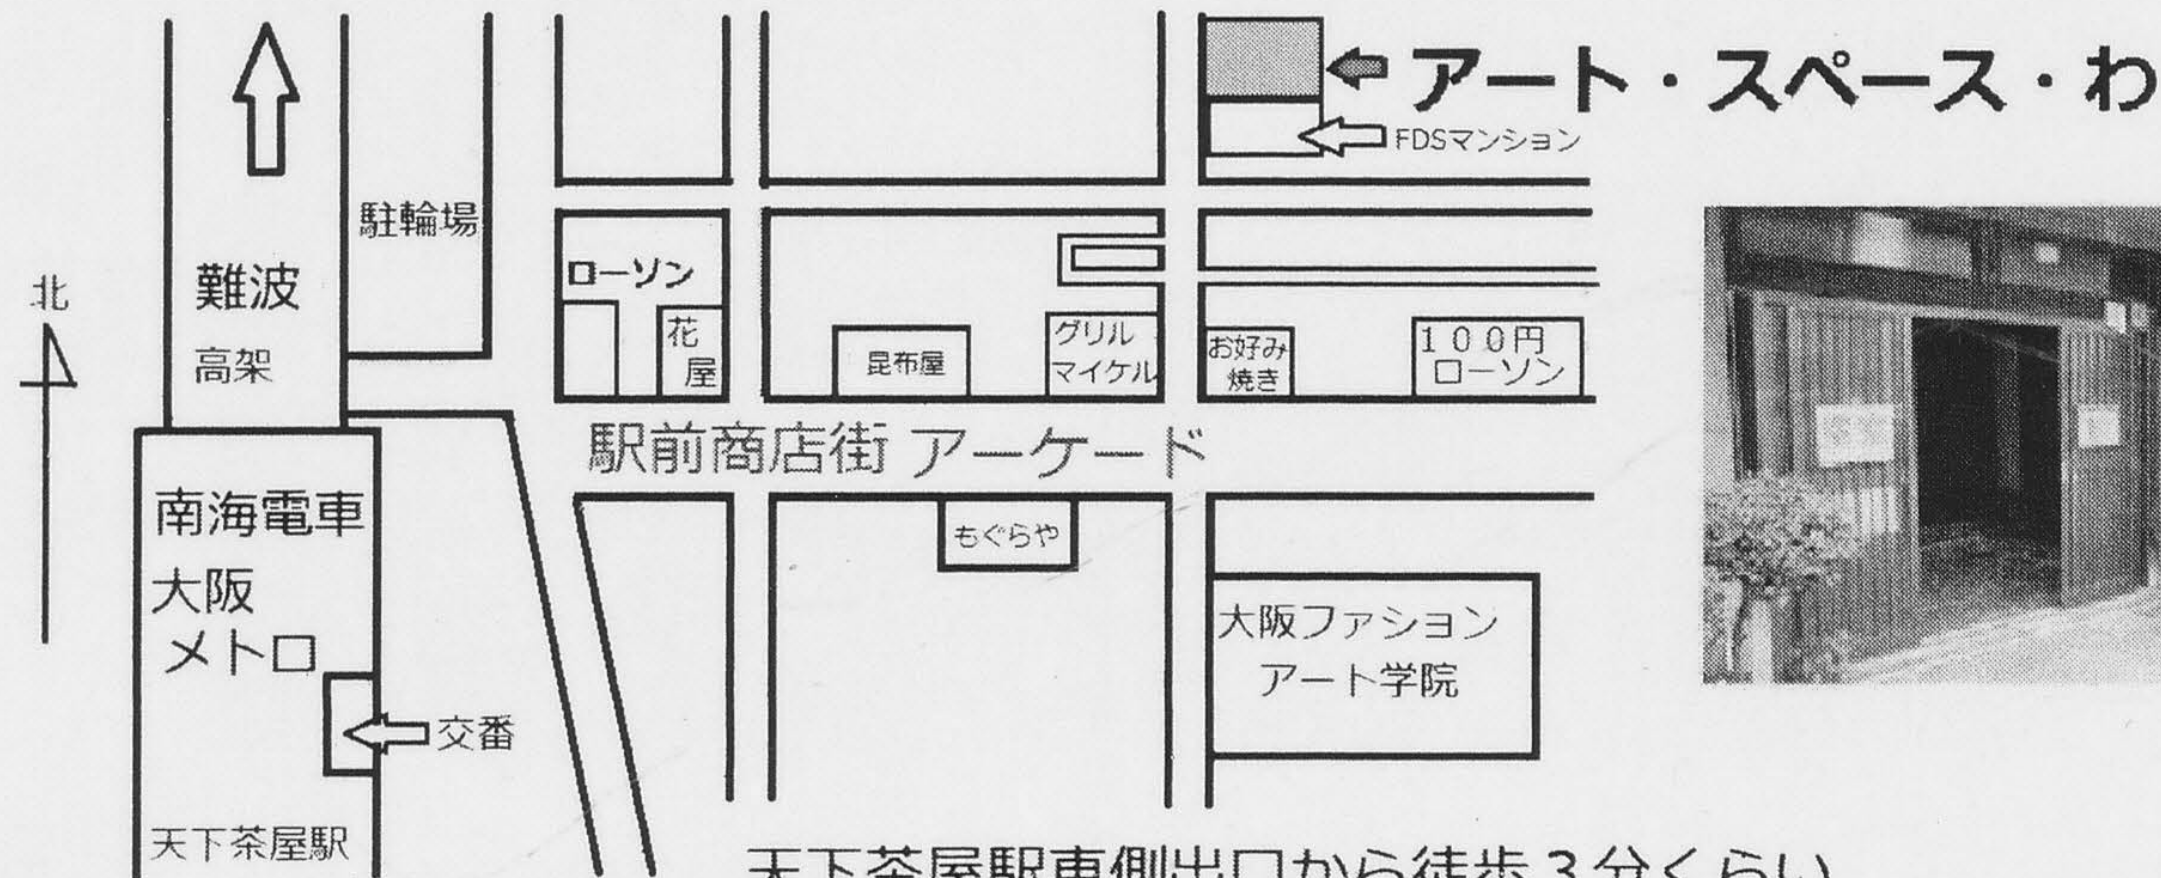 アート・スペース・わ
FDSマンション
駐輪場
北
難波
高架
ローソン
花
屋
昆布屋
グリル
マイケル
お好み
焼き
100円
ローソン
駅前商店街 アーケード
南海電車
大阪
メトロ
もぐらや
大阪ファション
アート学院
交番
天下茶屋駅
天下茶屋駅東側出口から徒歩3分くらい